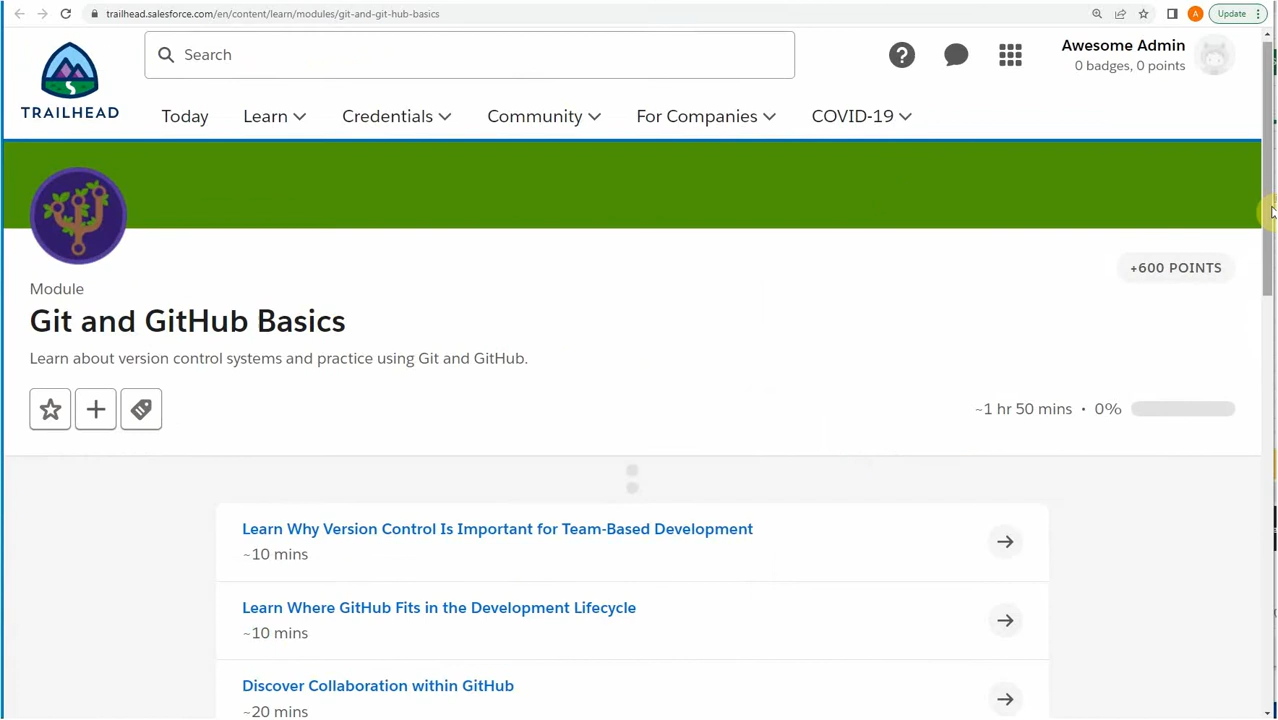 trailhead.salesforce.com/en/content/learn/modules/git-and-git-hub-basics
A
Update
TRAILHEAD
Search
?
Awesome Admin
0 badges, 0 points
Today
Learn
Credentials
Community
For Companies
COVID-19
+600 POINTS
Module
Git and GitHub Basics
Learn about version control systems and practice using Git and GitHub.
~1 hr 50 mins • 0%
Learn Why Version Control Is Important for Team-Based Development
~10 mins
Learn Where GitHub Fits in the Development Lifecycle
~10 mins
Discover Collaboration within GitHub
~20 mins